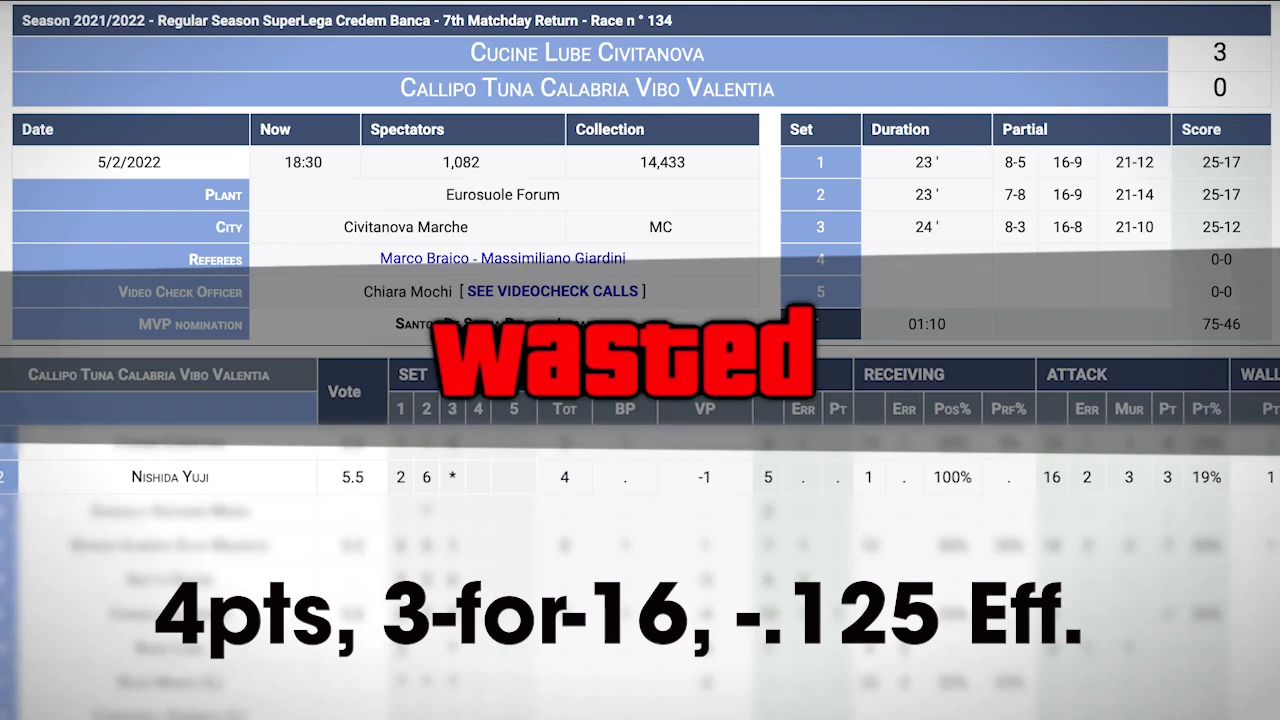 Season 2021/2022 - Regular Season SuperLega Credem Banca - 7th Matchday Return - Race n ° 134
Cucine Lube Civitanova 3
Callipo Tuna Calabria Vibo Valentia 0
Date Now Spectators Collection Set Duration Partial Score
5/2/2022 18:30 1,082 14,433 1 23 ' 8-5 16-9 21-12 25-17
Plant Eurosuole Forum 2 23 ' 7-8 16-9 21-14 25-17
City Civitanova Marche MC 3 24 ' 8-3 16-8 21-10 25-12
Referees Marco Braico - Massimiliano Giardini 4 0-0
Video Check Officer Chiara Mochi [ SEE VIDEOCHECK CALLS ] 5 0-0
MVP nomination 01:10 75-46
wasted
Callipo Tuna Calabria Vibo Valentia Vote SET RECEIVING ATTACK WALL
1 2 3 4 5 Tot BP VP Err Pt Err Pos% Prf% Err Mur Pt Pt% Pt
2 Nishida Yuji 5.5 2 6 * 4 . -1 5 . . 1 . 100% . 16 2 3 3 19% 1
4pts, 3-for-16, -.125 Eff.